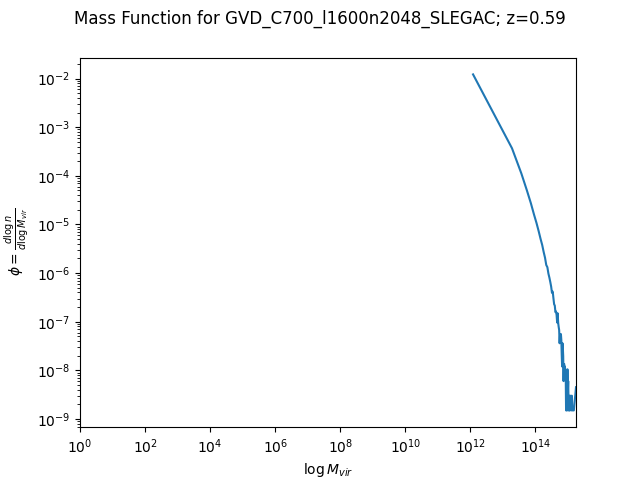 Mass Function for GVD_C700_l1600n2048_SLEGAC; z=0.59
10⁻²
10⁻³
10⁻⁴
10⁻⁵
10⁻⁶
10⁻⁷
10⁻⁸
10⁻⁹
ϕ = d log n / d log M_vir
10⁰ 10² 10⁴ 10⁶ 10⁸ 10¹⁰ 10¹² 10¹⁴
log M_vir